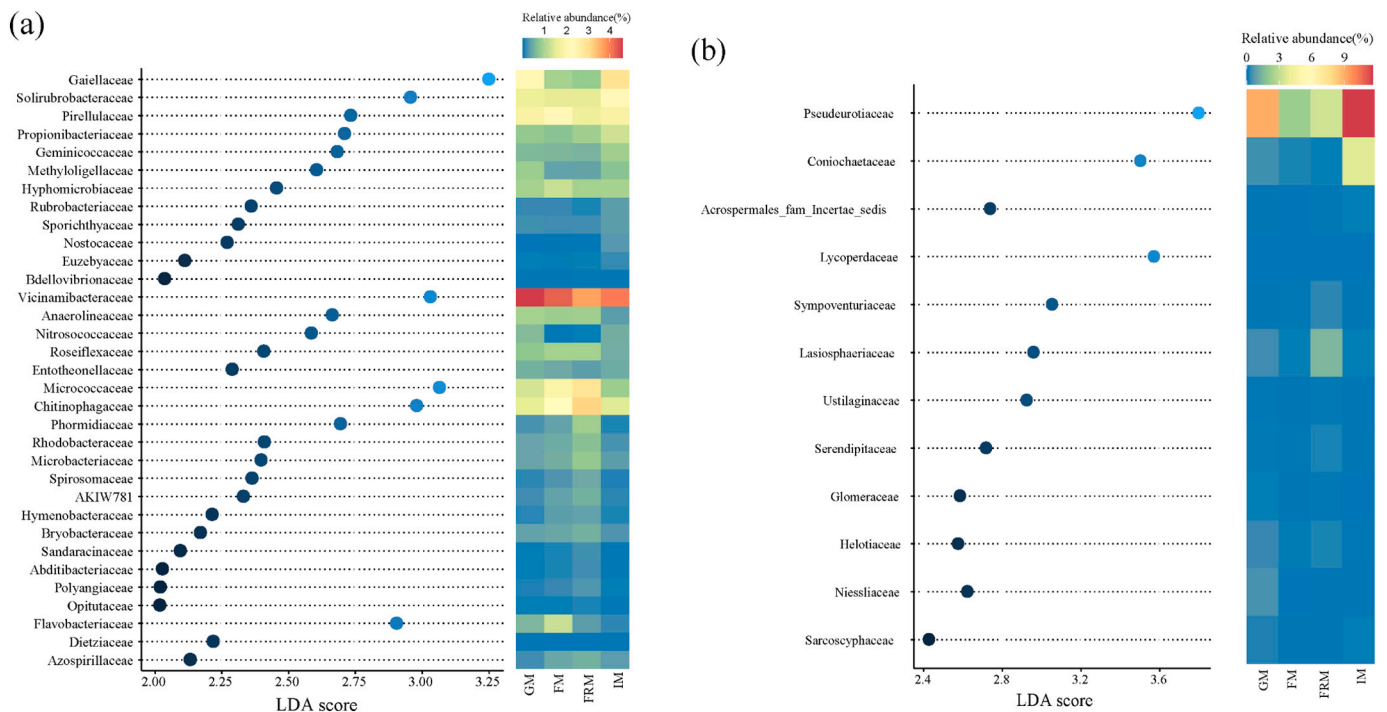 (a)
Relative abundance(%)
1 2 3 4
Gaiellaceae
Solirubrobacteraceae
Pirellulaceae
Propionibacteriaceae
Geminicoccaceae
Methyloligellaceae
Hyphomicrobiaceae
Rubrobacteriaceae
Sporichthyaceae
Nostocaceae
Euzebyaceae
Bdellovibrionaceae
Vicinamibacteraceae
Anaerolineaceae
Nitrosococcaceae
Roseiflexaceae
Entotheonellaceae
Micrococcaceae
Chitinophagaceae
Phormidiaceae
Rhodobacteraceae
Microbacteriaceae
Spirosomaceae
AKIW781
Hymenobacteraceae
Bryobacteraceae
Sandaracinaceae
Abditibacteriaceae
Polyangiaceae
Opitutaceae
Flavobacteriaceae
Dietziaceae
Azospirillaceae
2.00 2.25 2.50 2.75 3.00 3.25
LDA score
GM FM FRM IM
(b)
Relative abundance(%)
0 3 6 9
Pseudeurotiaceae
Coniochaetaceae
Acrospermales_fam_Incertae_sedis
Lycoperdaceae
Sympoventuriaceae
Lasiosphaeriaceae
Ustilaginaceae
Serendipitaceae
Glomeraceae
Helotiaceae
Niessliaceae
Sarcoscyphaceae
2.4 2.8 3.2 3.6
LDA score
GM FM FRM IM